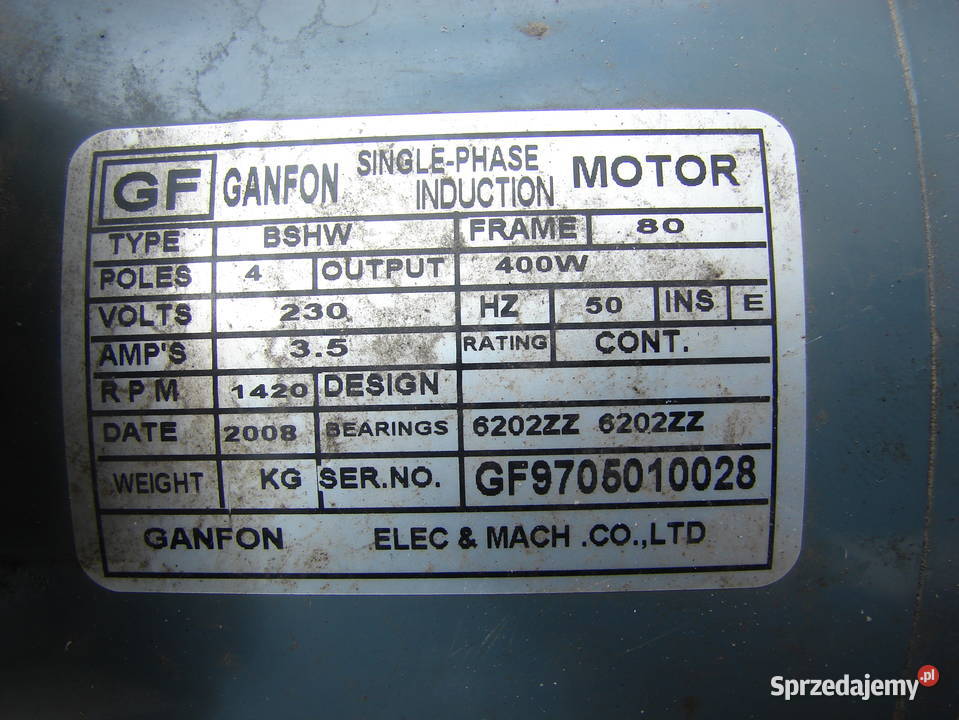 GF GANFON SINGLE-PHASE INDUCTION MOTOR
TYPE BSHW FRAME 80
POLES 4 OUTPUT 400W
VOLTS 230 HZ 50 INS E
AMP'S 3.5 RATING CONT.
RPM 1420 DESIGN
DATE 2008 BEARINGS 6202ZZ 6202ZZ
WEIGHT KG SER.NO. GF9705010028
GANFON ELEC & MACH .CO.,LTD
Sprzedajemy.pl